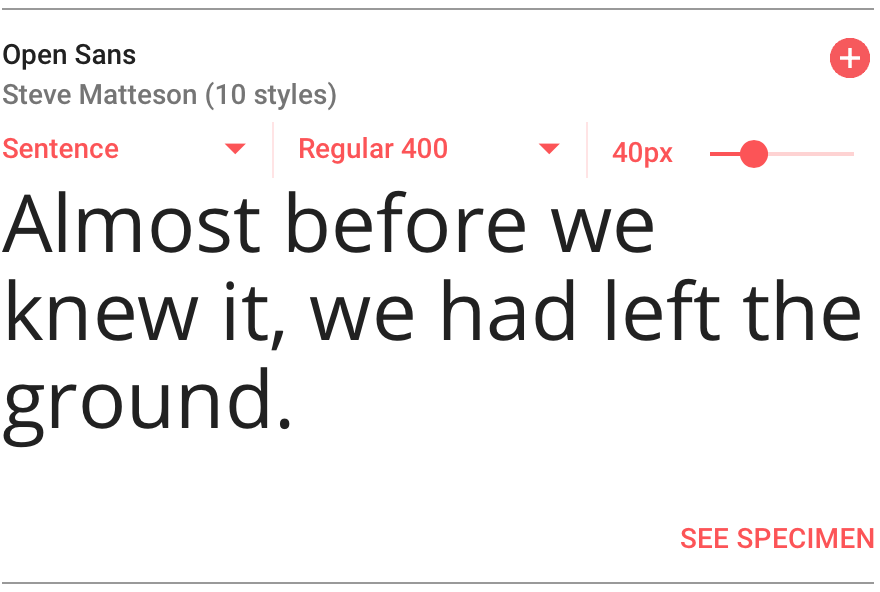 Open Sans
Steve Matteson (10 styles)
Sentence Regular 400 40px
Almost before we
knew it, we had left the
ground.
SEE SPECIMEN